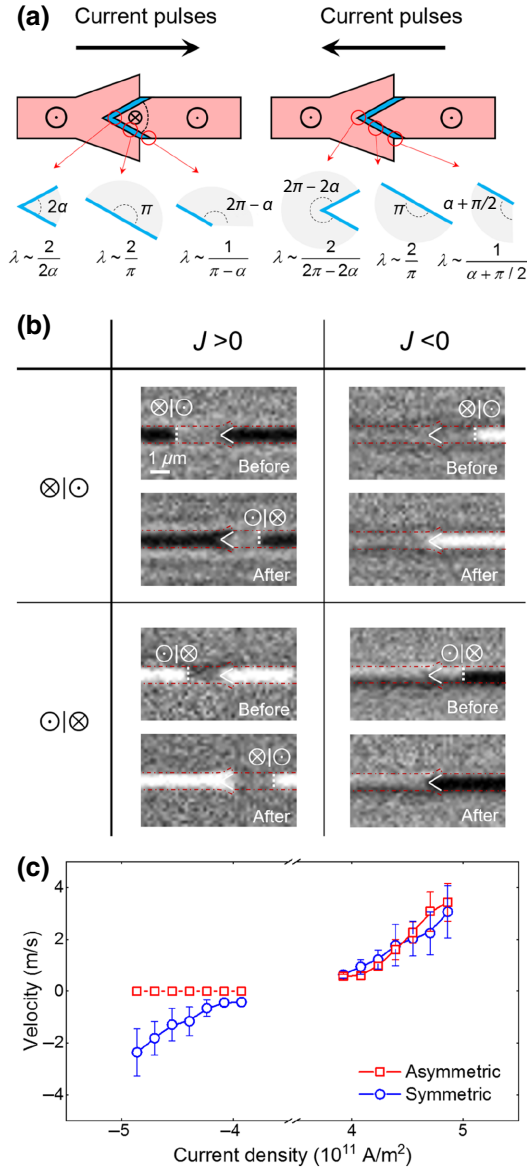 (a)
Current pulses Current pulses
⊙ ⊗ ⊙ ⊙ ⊙
2α π 2π − α 2π − 2α π α + π/2
λ ~ 2/2α λ ~ 2/π λ ~ 1/(π − α) λ ~ 2/(2π − 2α) λ ~ 2/π λ ~ 1/(α + π/2)
(b)
J >0 J <0
⊗|⊙
⊗|⊙ ⊗|⊙
1 µm Before Before
⊙|⊗
After After
⊙|⊗
⊙|⊗ ⊙|⊗
Before Before
⊗|⊙
After After
(c)
Velocity (m/s)
4
2
0
−2
−4
Asymmetric
Symmetric
−5 −4 4 5
Current density (10¹¹ A/m²)